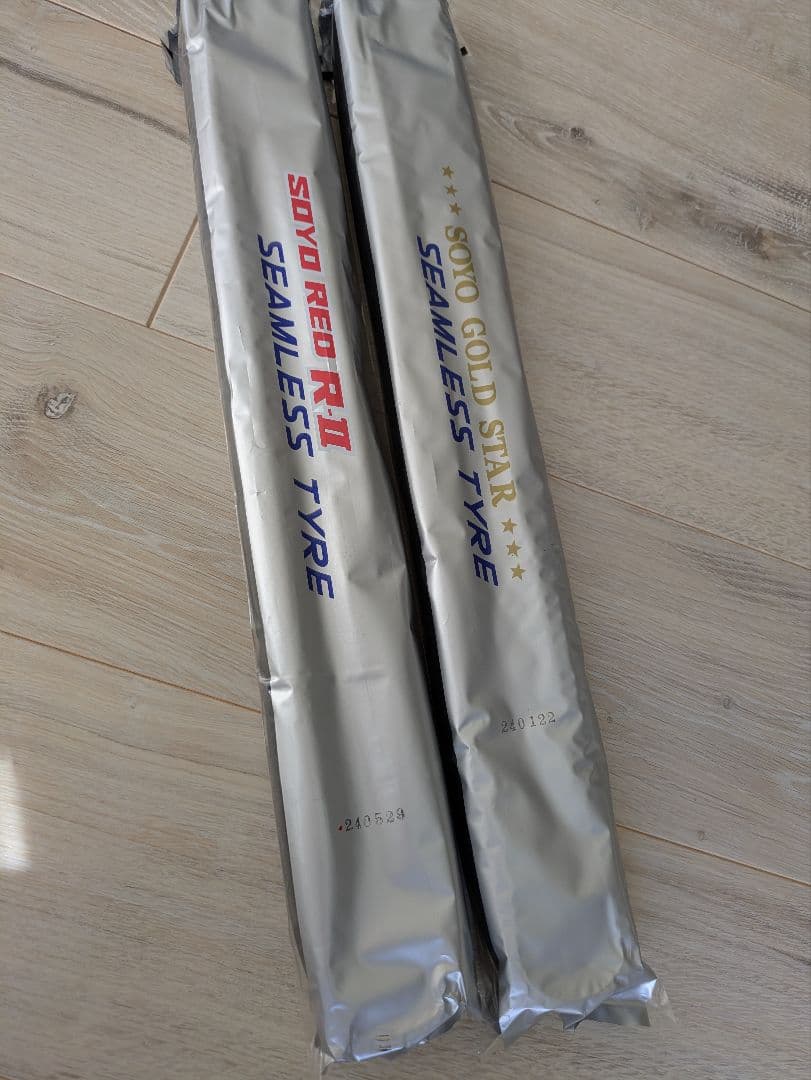 SOYO RED R-II
SEAMLESS TYRE
240529
★★★ SOYO GOLD STAR ★★★
SEAMLESS TYRE
240122